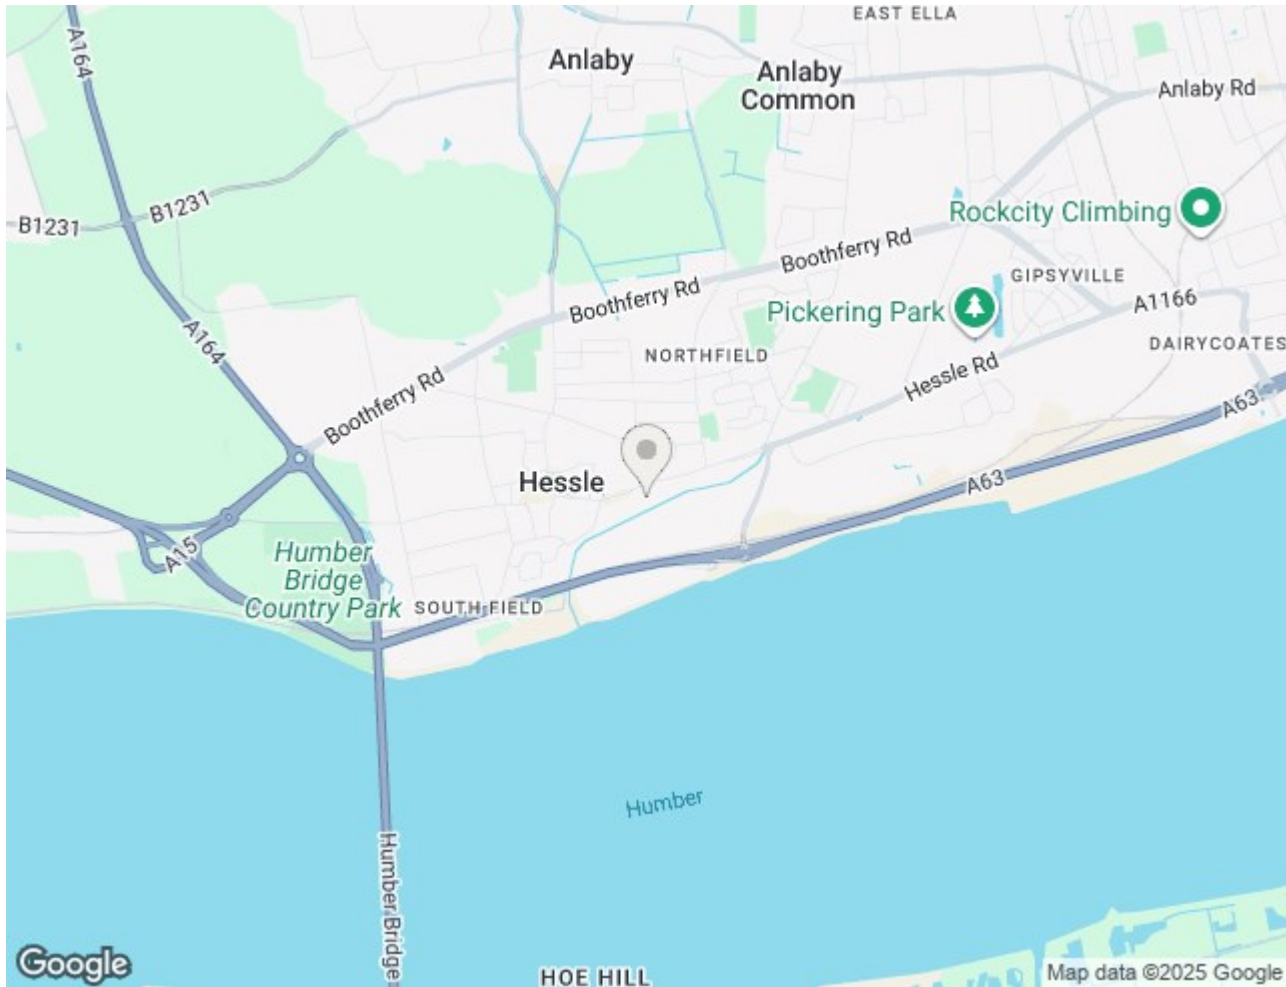 EAST ELLA
A164
Anlaby
Anlaby
Common
Anlaby Rd
B1231
B1231
Rockcity Climbing
Boothferry Rd
GIPSYVILLE
Boothferry Rd
Pickering Park
A1166
A164
NORTHFIELD
DAIRYCOATES
Hessle Rd
Boothferry Rd
A63
Hessle
A63
A15
Humber
Bridge
Country Park
SOUTH FIELD
Humber
Humber Bridge
Google
HOE HILL
Map data ©2025 Google